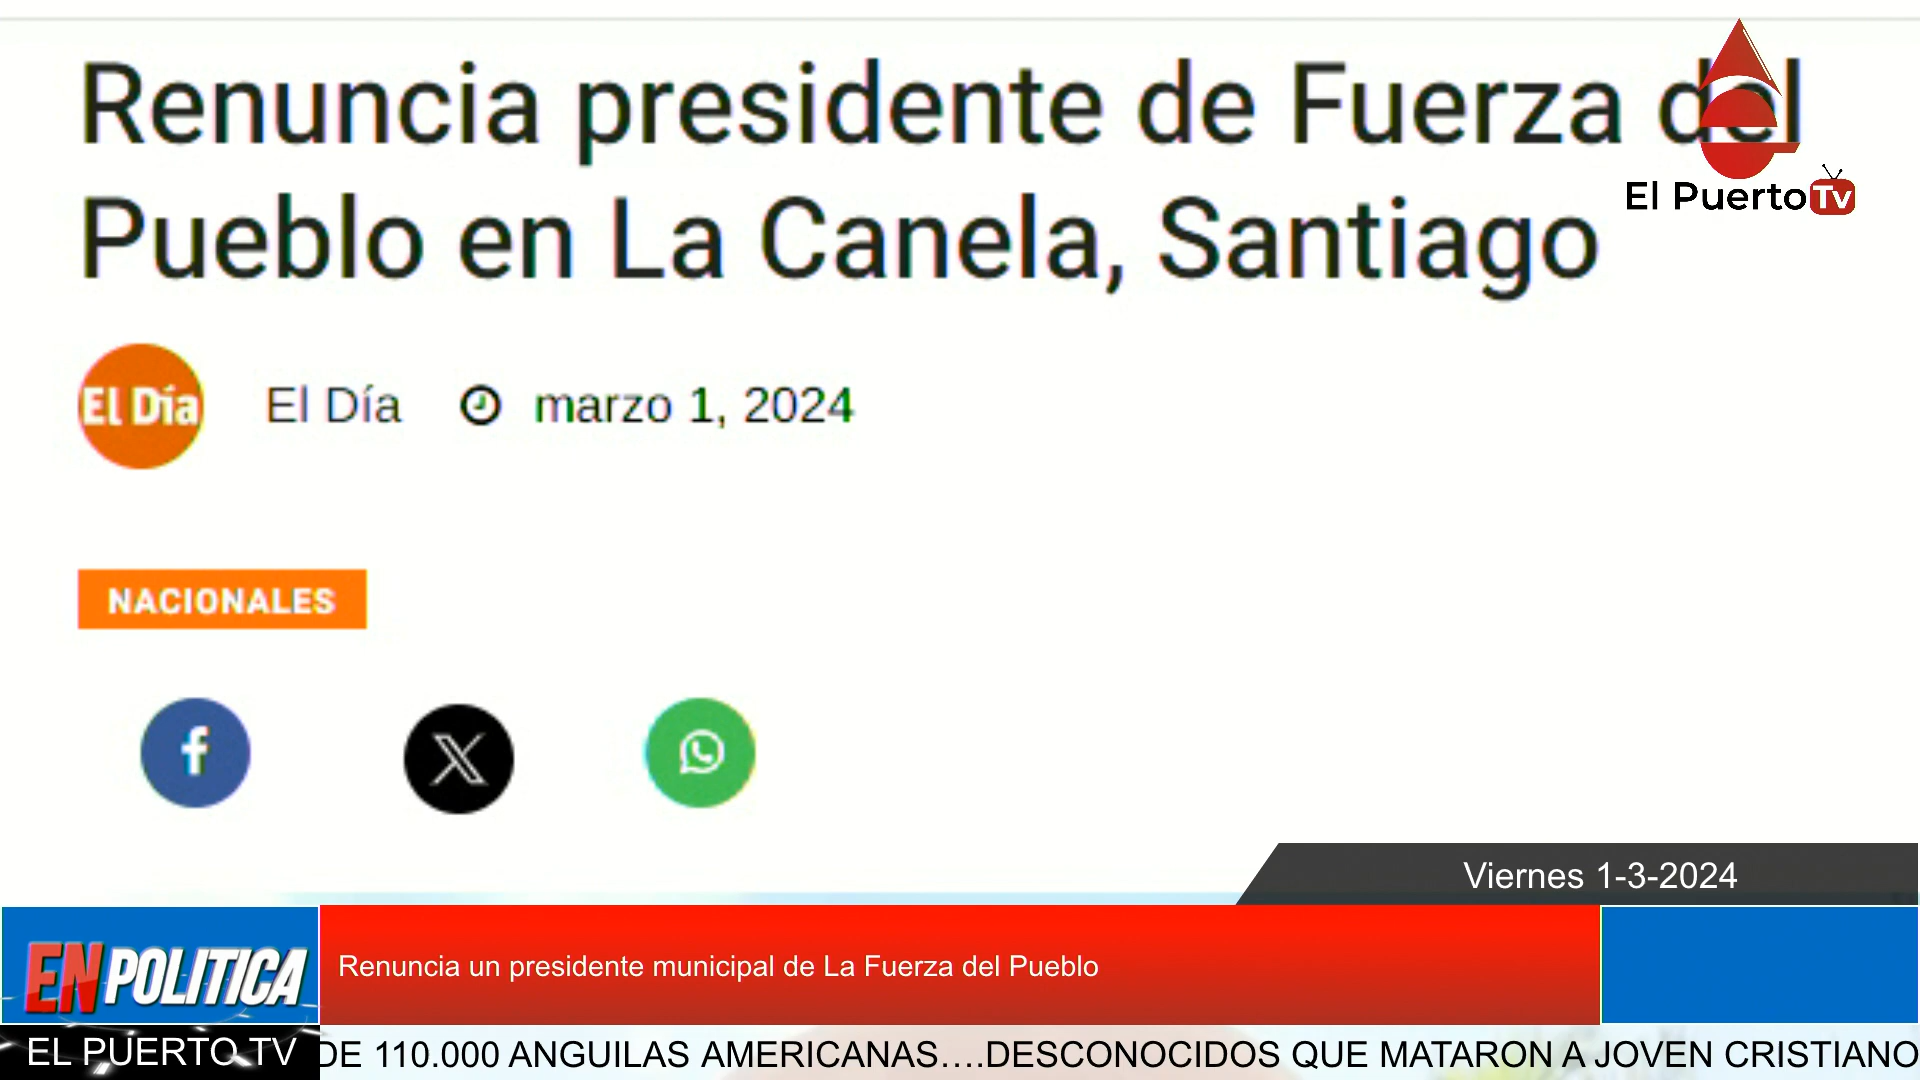 Renuncia presidente de Fuerza del
Pueblo en La Canela, Santiago
El Puerto Tv
El Día
El Día
marzo 1, 2024
NACIONALES
Viernes 1-3-2024
EN POLITICA
Renuncia un presidente municipal de La Fuerza del Pueblo
EL PUERTO TV
DE 110.000 ANGUILAS AMERICANAS....DESCONOCIDOS QUE MATARON A JOVEN CRISTIANO